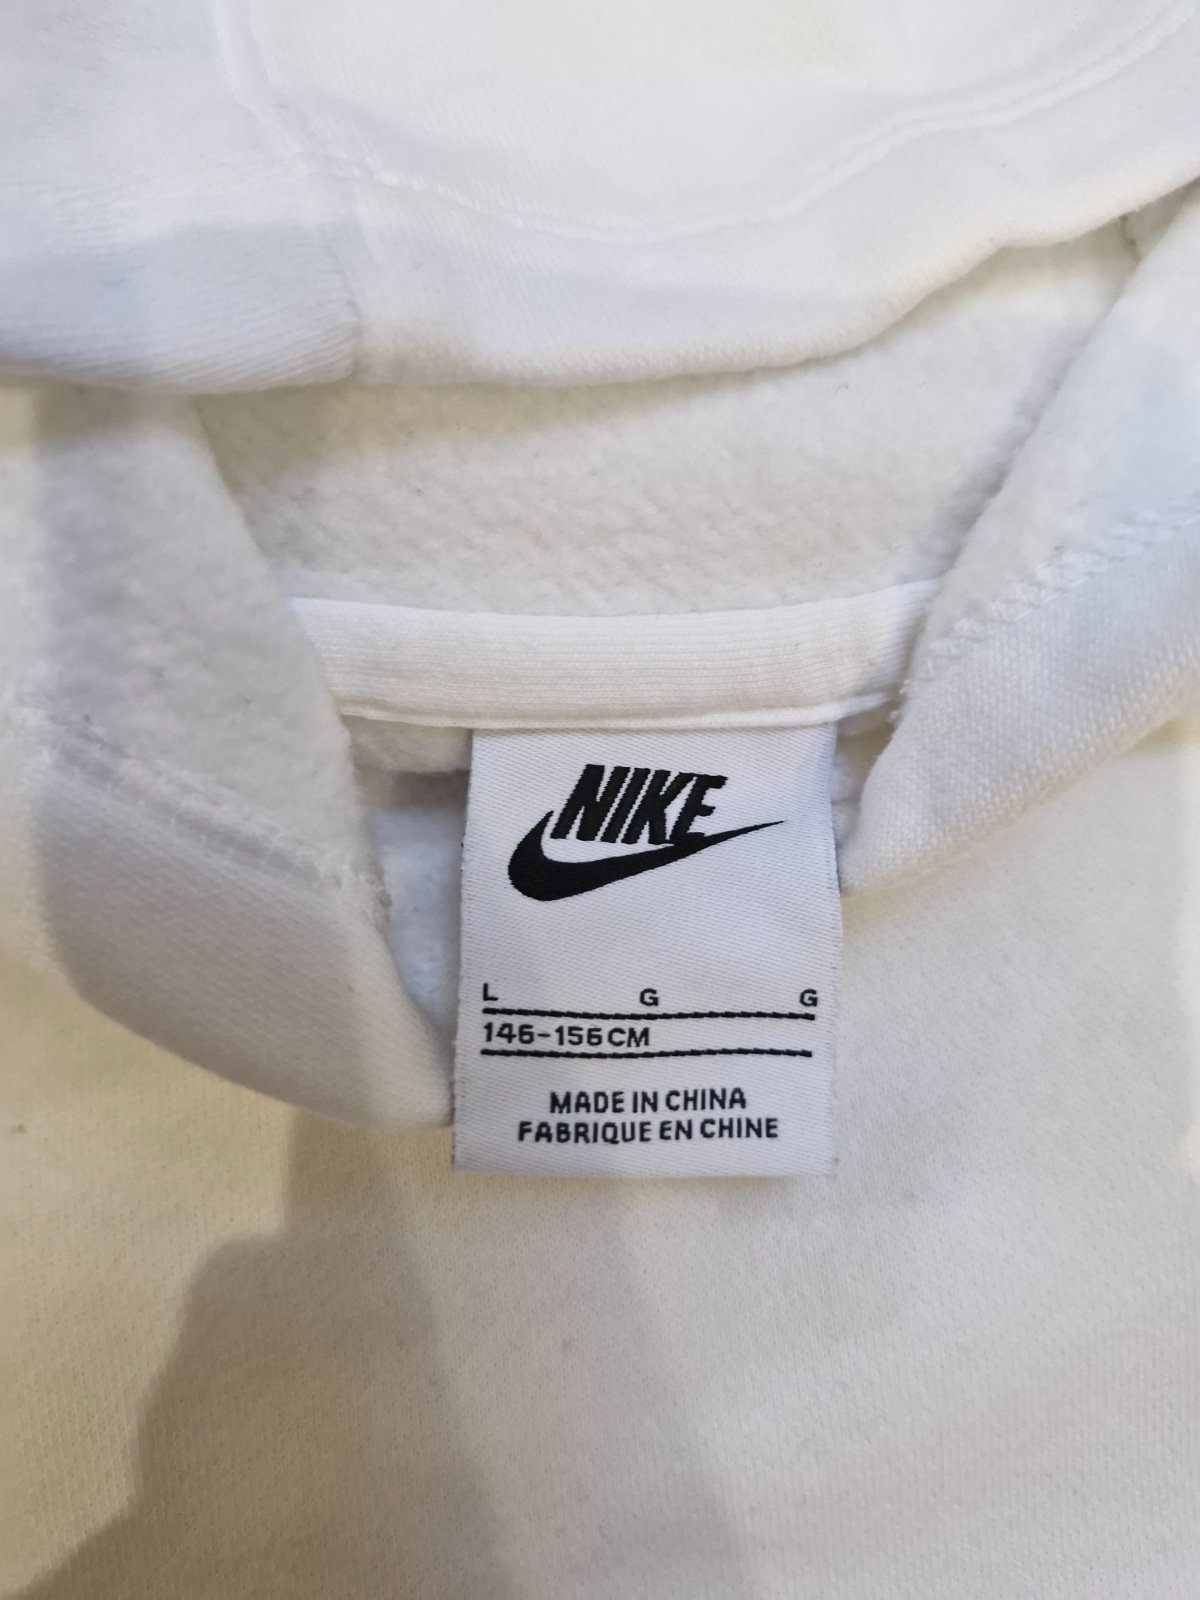 NIKE
L G G
146-156CM
MADE IN CHINA
FABRIQUE EN CHINE